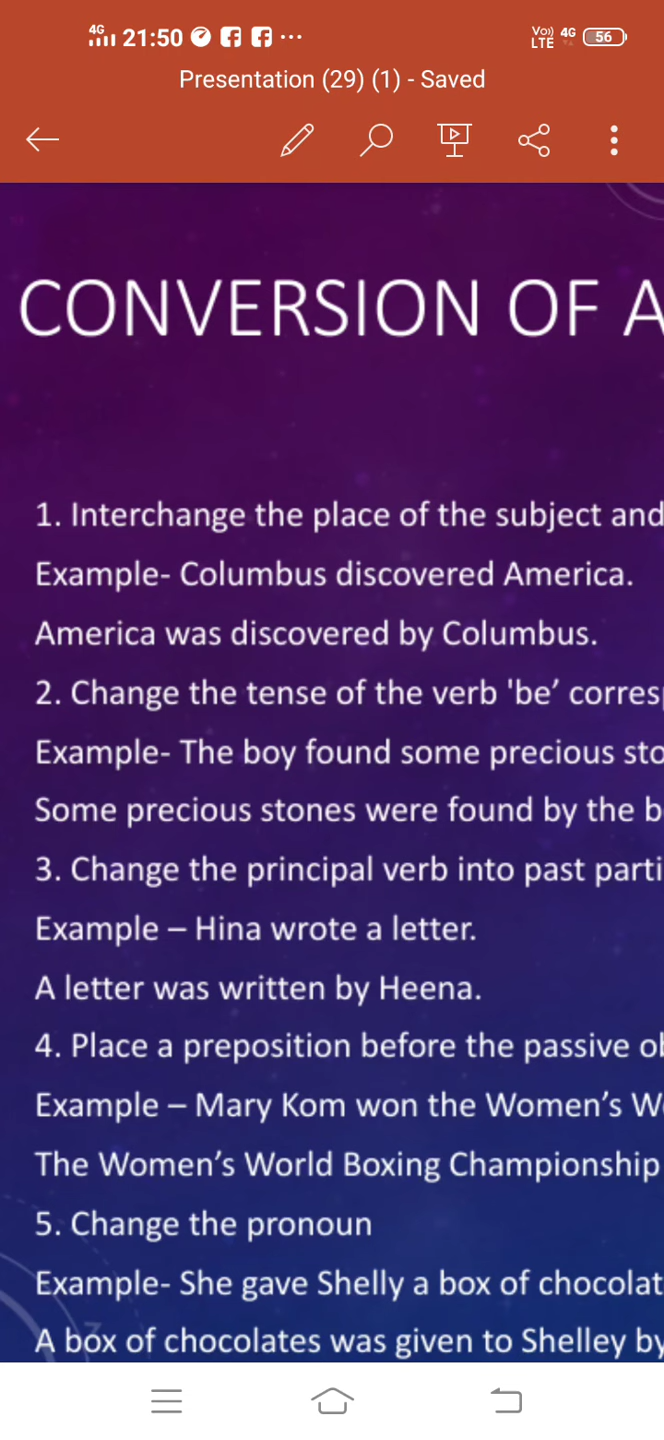 4G 21:50 Vo)) LTE 4G 56
Presentation (29) (1) - Saved
CONVERSION OF A
1. Interchange the place of the subject and
Example- Columbus discovered America.
America was discovered by Columbus.
2. Change the tense of the verb 'be’ corres
Example- The boy found some precious sto
Some precious stones were found by the b
3. Change the principal verb into past parti
Example – Hina wrote a letter.
A letter was written by Heena.
4. Place a preposition before the passive ob
Example – Mary Kom won the Women’s Wo
The Women’s World Boxing Championship
5. Change the pronoun
Example- She gave Shelly a box of chocolat
A box of chocolates was given to Shelley by